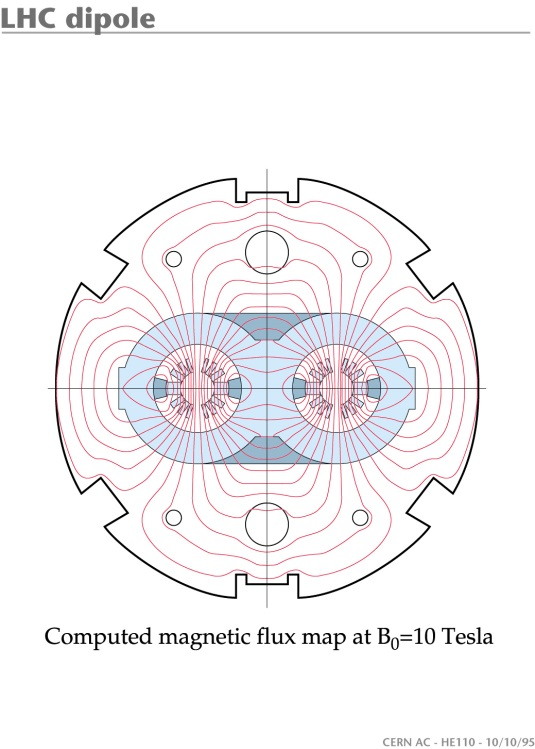 LHC dipole
Computed magnetic flux map at B₀=10 Tesla
CERN AC - HE110 - 10/10/95